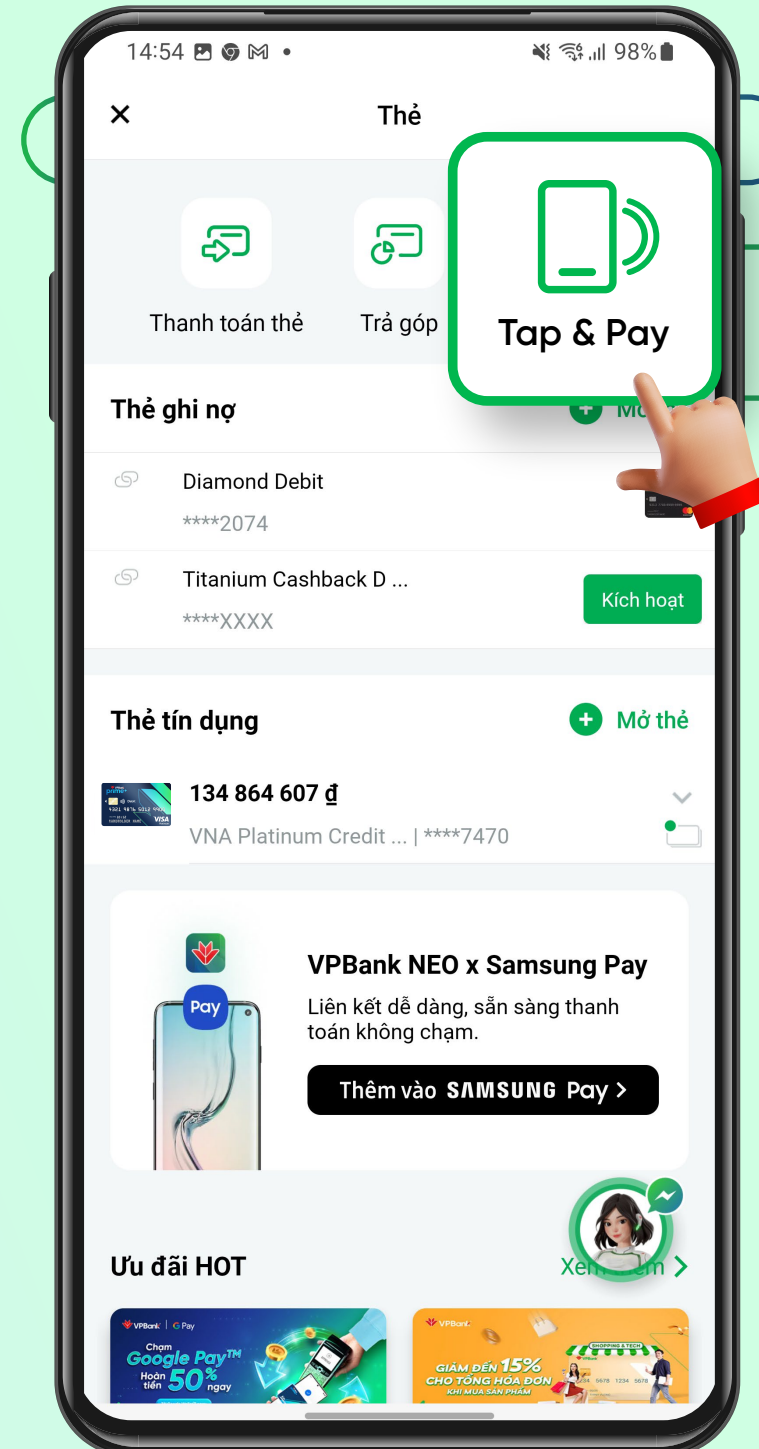 14:54
98%
Thẻ
Thanh toán thẻ
Trả góp
Tap & Pay
Thẻ ghi nợ
Diamond Debit
****2074
Titanium Cashback D ...
****XXXX
Kích hoạt
Thẻ tín dụng
Mở thẻ
134 864 607 ₫
VNA Platinum Credit ... | ****7470
VPBank NEO x Samsung Pay
Pay
Liên kết dễ dàng, sẵn sàng thanh
toán không chạm.
Thêm vào SAMSUNG Pay >
Ưu đãi HOT
VPBank G Pay
Chạm
Google Pay™
Hoàn tiền 50% ngay
VPBank
SHOPPING & TECH
GIẢM ĐẾN 15%
CHO TỔNG HÓA ĐƠN
KHI MUA SẢN PHẨM